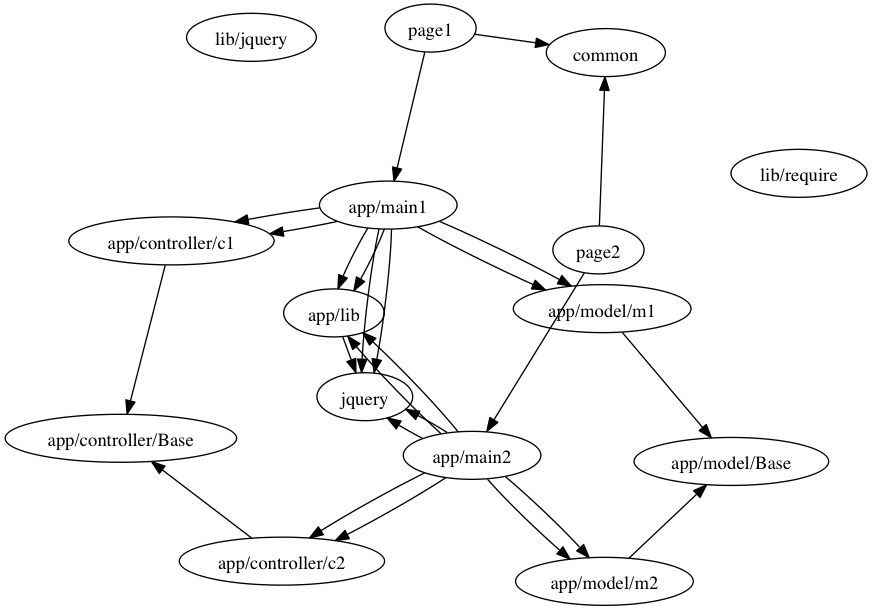 lib/jquery
page1
common
lib/require
app/main1
app/controller/c1
page2
app/lib
app/model/m1
jquery
app/controller/Base
app/main2
app/model/Base
app/controller/c2
app/model/m2